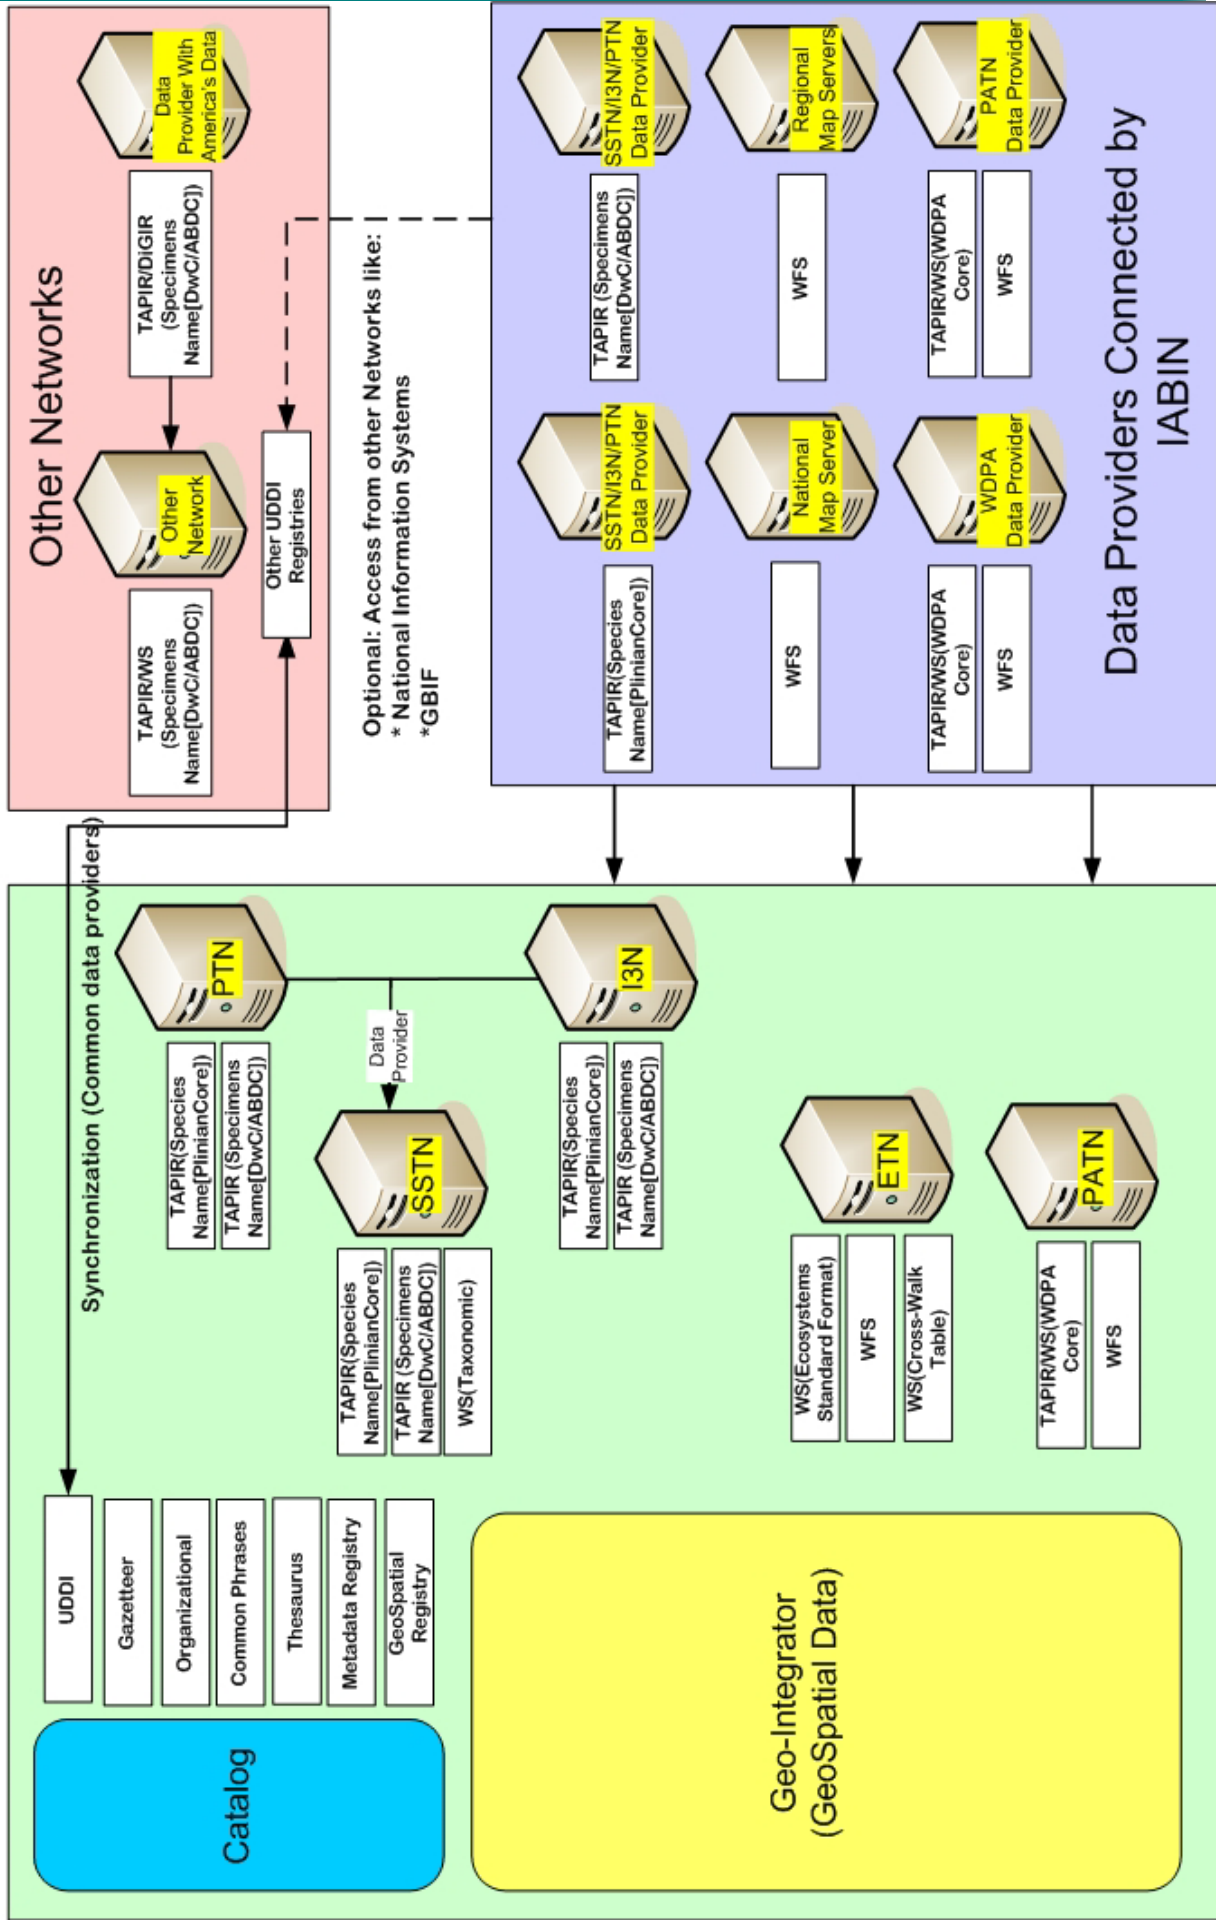 Catalog
UDDI
Gazetteer
Organizational
Common Phrases
Thesaurus
Metadata Registry
GeoSpatial
Registry
Geo-Integrator
(GeoSpatial Data)
Synchronization (Common data providers)
TAPIR(Species
Name[PlinianCore])
TAPIR (Specimens
Name[DwC/ABDC])
PTN
Data
Provider
TAPIR(Species
Name[PlinianCore])
TAPIR (Specimens
Name[DwC/ABDC])
WS(Taxonomic)
SSTN
TAPIR(Species
Name[PlinianCore])
TAPIR (Specimens
Name[DwC/ABDC])
I3N
WS(Ecosystems
Standard Format)
WFS
WS(Cross-Walk
Table)
ETN
TAPIR/WS(WDPA
Core)
WFS
PATN
Other Networks
TAPIR/WS
(Specimens
Name[DwC/ABDC])
Other
Network
TAPIR/DiGIR
(Specimens
Name[DwC/ABDC])
Data
Provider With
America's Data
Other UDDI
Registries
Optional: Access from other Networks like:
* National Information Systems
*GBIF
TAPIR(Species
Name[PlinianCore])
SSTN/I3N/PTN
Data Provider
TAPIR (Specimens
Name[DwC/ABDC])
SSTN/I3N/PTN
Data Provider
WFS
National
Map Server
WFS
Regional
Map Servers
TAPIR/WS(WDPA
Core)
WFS
WDPA
Data Provider
TAPIR/WS(WDPA
Core)
WFS
PATN
Data Provider
Data Providers Connected by
IABIN